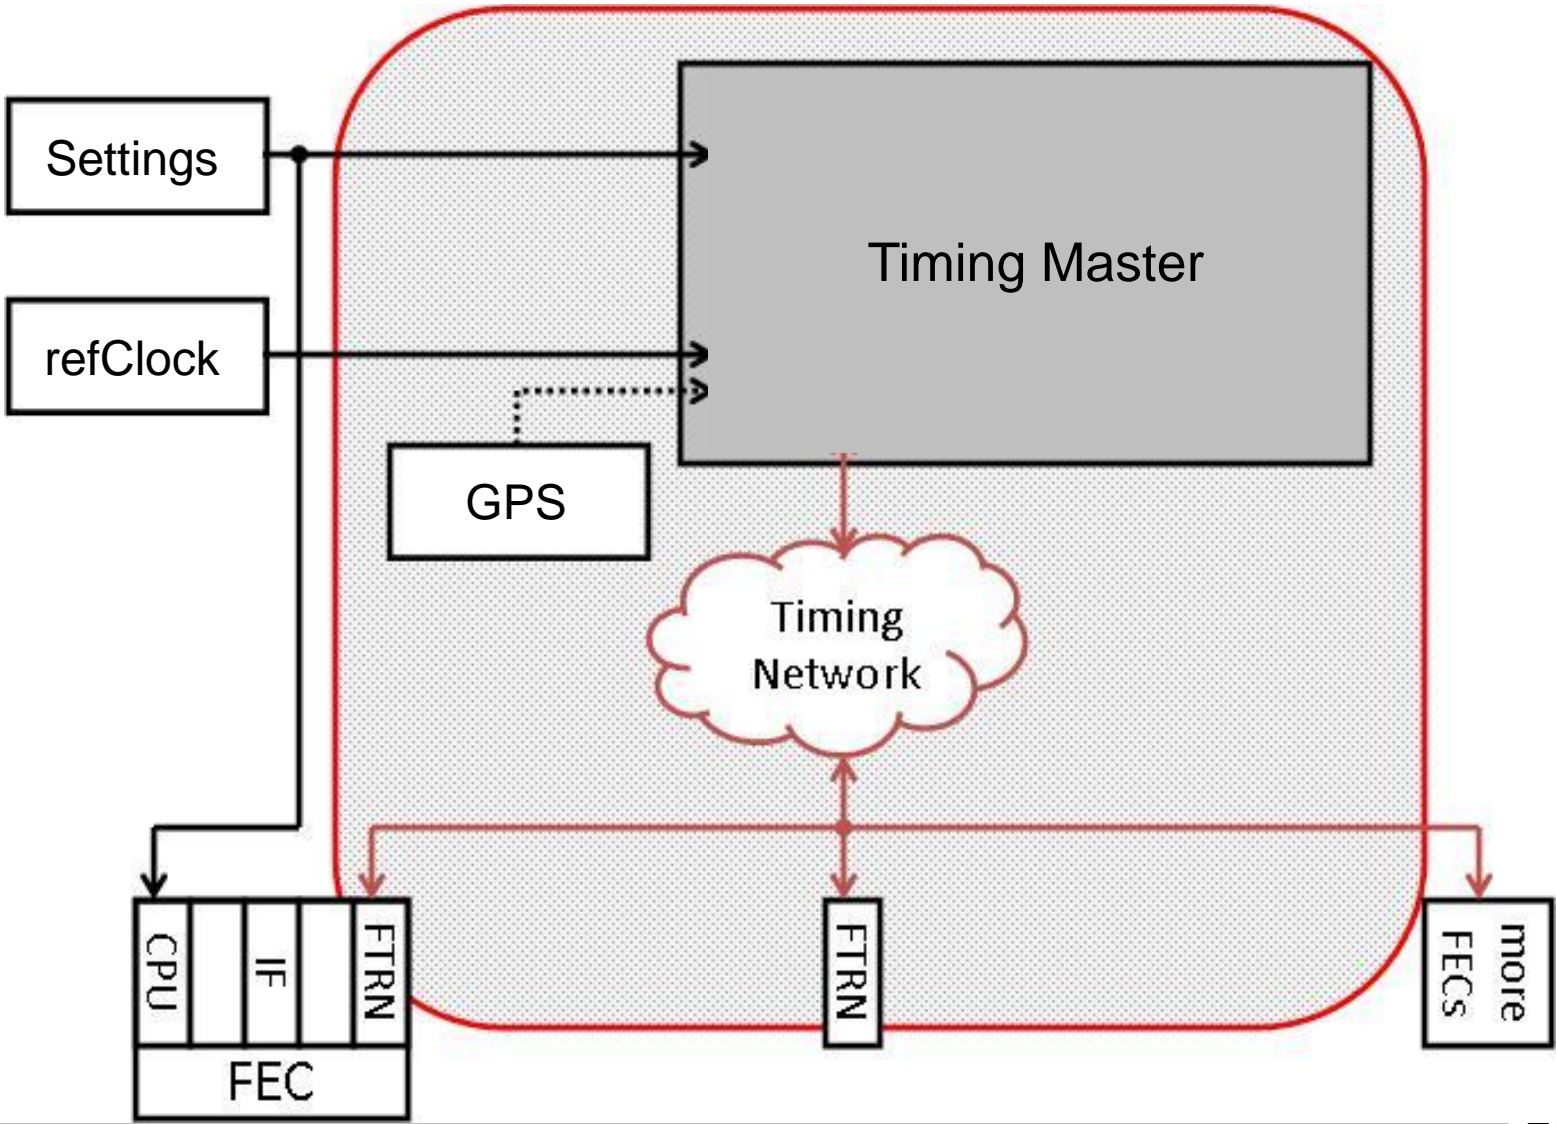 Settings
Timing Master
refClock
GPS
Timing
Network
CPU
IF
FTRN
FTRN
more
FECs
FEC